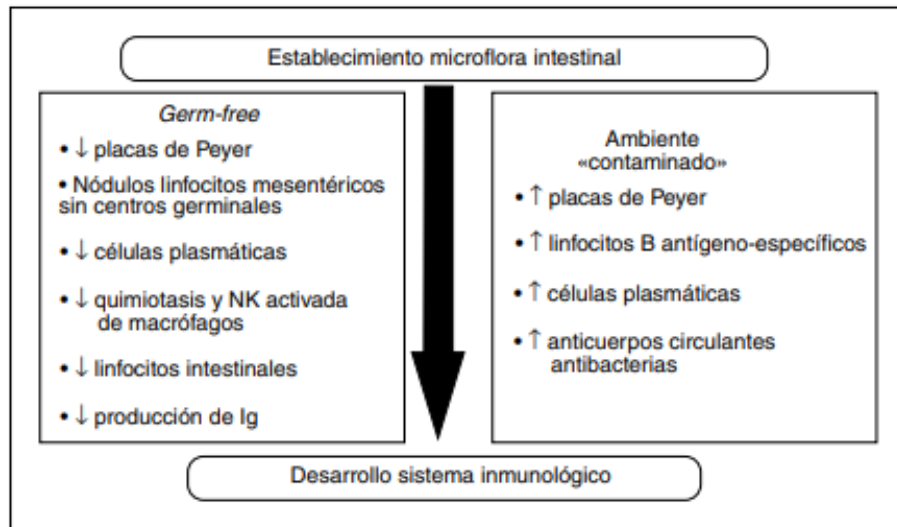 Establecimiento microflora intestinal
Germ-free
• ↓ placas de Peyer
• Nódulos linfocitos mesentéricos
sin centros germinales
• ↓ células plasmáticas
• ↓ quimiotasis y NK activada
de macrófagos
• ↓ linfocitos intestinales
• ↓ producción de Ig
Ambiente
«contaminado»
• ↑ placas de Peyer
• ↑ linfocitos B antígeno-específicos
• ↑ células plasmáticas
• ↑ anticuerpos circulantes
antibacterias
Desarrollo sistema inmunológico